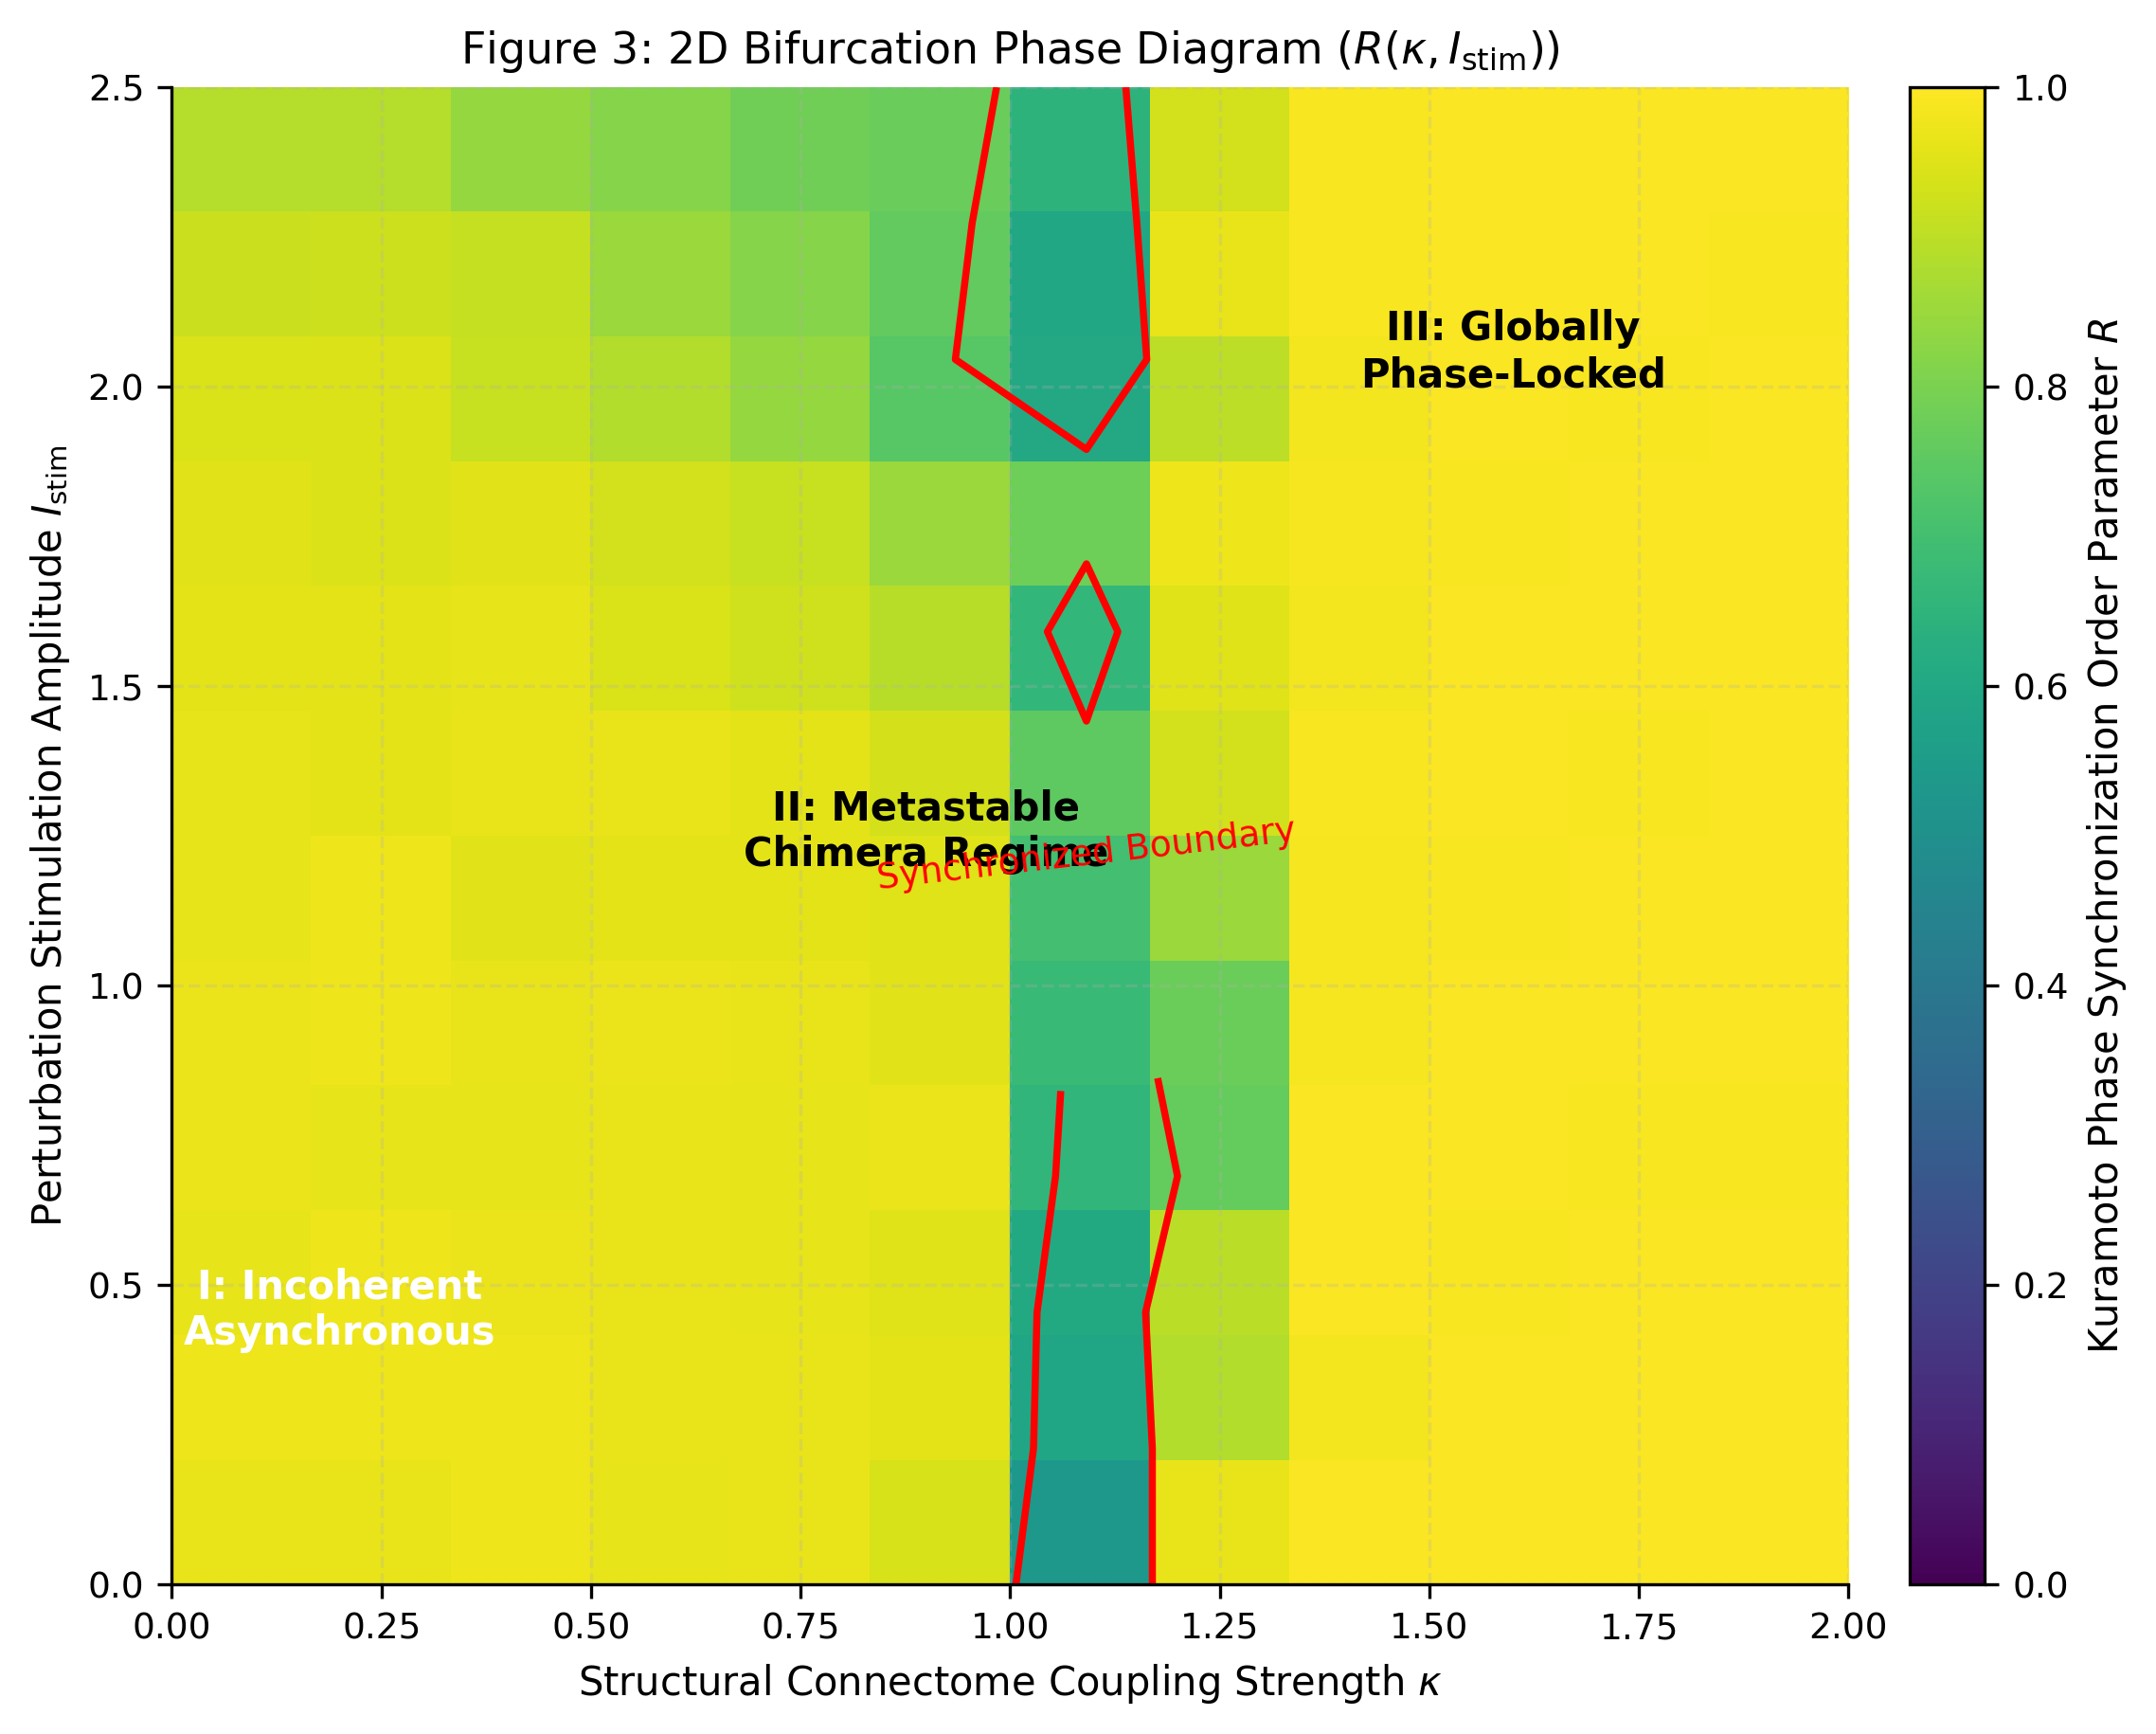 Figure 3: 2D Bifurcation Phase Diagram (R(κ, I_stim))
2.5
2.0
1.5
1.0
0.5
0.0
Perturbation Stimulation Amplitude I_stim
III: Globally
Phase-Locked
II: Metastable
Chimera Regime
Synchronized Boundary
I: Incoherent
Asynchronous
0.00 0.25 0.50 0.75 1.00 1.25 1.50 1.75 2.00
Structural Connectome Coupling Strength κ
1.0
0.8
0.6
0.4
0.2
0.0
Kuramoto Phase Synchronization Order Parameter R